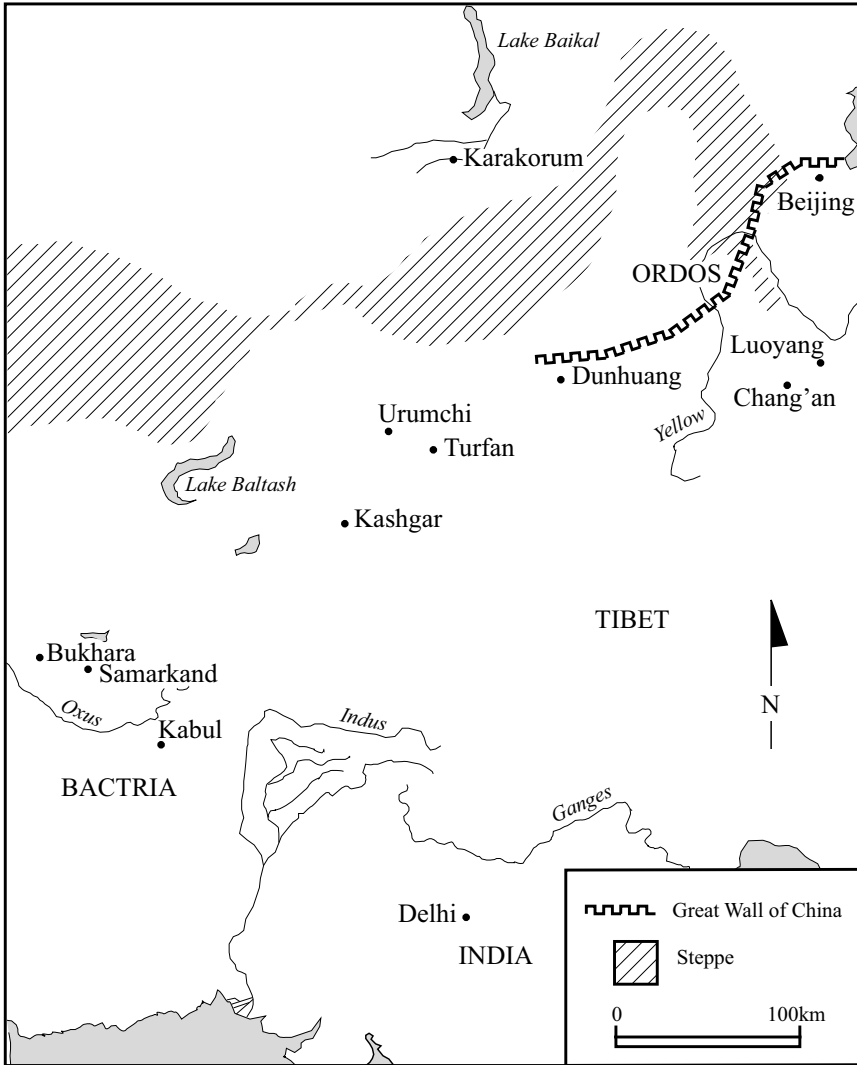 Lake Baikal
Karakorum
Beijing
ORDOS
Luoyang
Dunhuang
Chang'an
Urumchi
Yellow
Turfan
Lake Baltash
Kashgar
TIBET
Bukhara
Samarkand
Oxus
Indus
N
Kabul
BACTRIA
Ganges
Delhi
INDIA
Great Wall of China
Steppe
0 100km